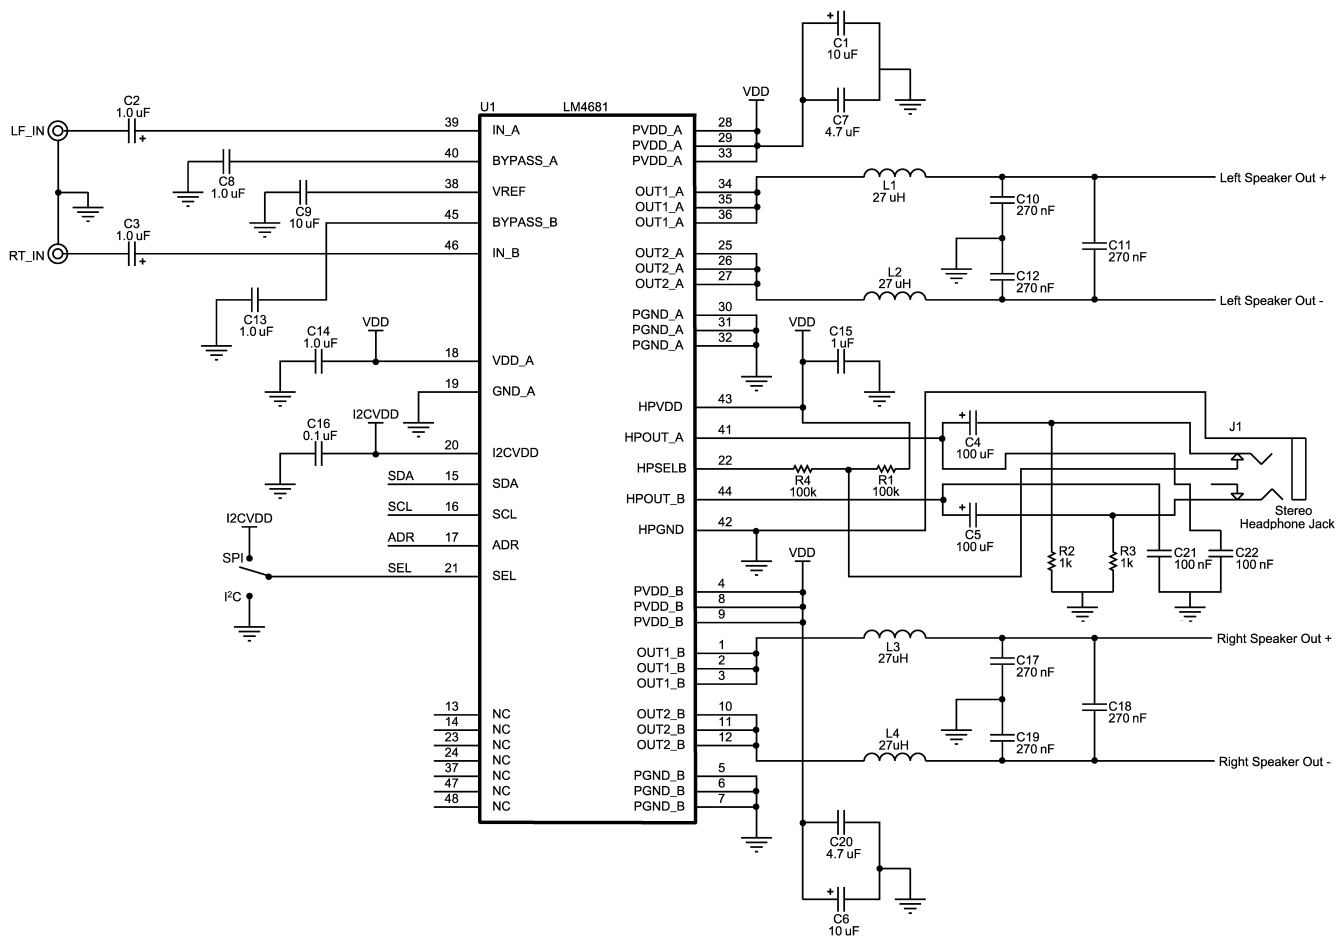 U1 LM4681
LF_IN
C2
1.0 uF
C8
1.0 uF
C9
10 uF
RT_IN
C3
1.0 uF
C13
1.0 uF
C14
1.0 uF
VDD
C16
0.1 uF
I2CVDD
SDA
SCL
ADR
SEL
I2CVDD
SPI
I²C
39 IN_A
40 BYPASS_A
38 VREF
45 BYPASS_B
46 IN_B
18 VDD_A
19 GND_A
20 I2CVDD
15 SDA
16 SCL
17 ADR
21 SEL
13 NC
14 NC
23 NC
24 NC
37 NC
47 NC
48 NC
PVDD_A 28
PVDD_A 29
PVDD_A 33
OUT1_A 34
OUT1_A 35
OUT1_A 36
OUT2_A 25
OUT2_A 26
OUT2_A 27
PGND_A 30
PGND_A 31
PGND_A 32
HPVDD 43
HPOUT_A 41
HPSELB 22
HPOUT_B 44
HPGND 42
PVDD_B 4
PVDD_B 8
PVDD_B 9
OUT1_B 1
OUT1_B 2
OUT1_B 3
OUT2_B 10
OUT2_B 11
OUT2_B 12
PGND_B 5
PGND_B 6
PGND_B 7
VDD
+
C1
10 uF
C7
4.7 uF
L1
27 uH
C10
270 nF
C11
270 nF
C12
270 nF
L2
27 uH
Left Speaker Out +
Left Speaker Out -
VDD
C15
1 uF
+
C4
100 uF
R4
100k
R1
100k
+
C5
100 uF
J1
Stereo
Headphone Jack
R2
1k
R3
1k
C21
100 nF
C22
100 nF
VDD
L3
27uH
C17
270 nF
C18
270 nF
C19
270 nF
L4
27uH
Right Speaker Out +
Right Speaker Out -
C20
4.7 uF
+
C6
10 uF
+
+